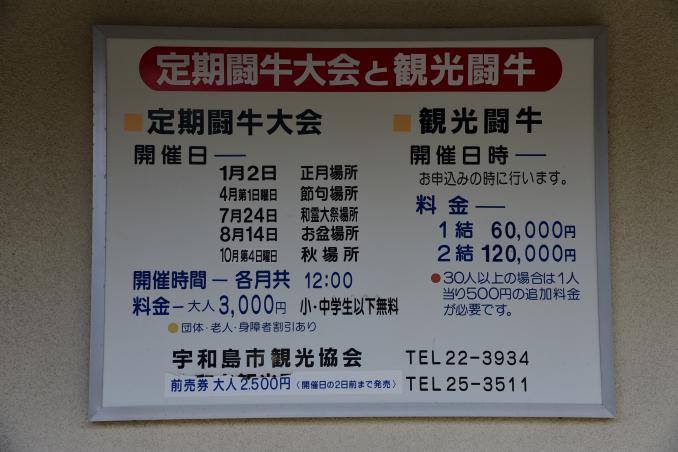 定期闘牛大会と観光闘牛
■定期闘牛大会
開催日―
1月2日 正月場所
4月第1日曜日 節句場所
7月24日 和霊大祭場所
8月14日 お盆場所
10月第4日曜日 秋場所
開催時間―各月共 12:00
料金―大人3,000円 小・中学生以下無料
●団体・老人・身障者割引あり
■観光闘牛
開催日時―
お申込みの時に行います。
料金―
1結 60,000円
2結 120,000円
●30人以上の場合は1人
当り500円の追加料金
が必要です。
宇和島市観光協会 TEL22-3934
TEL25-3511
前売券 大人2,500円（開催日の2日前まで発売）